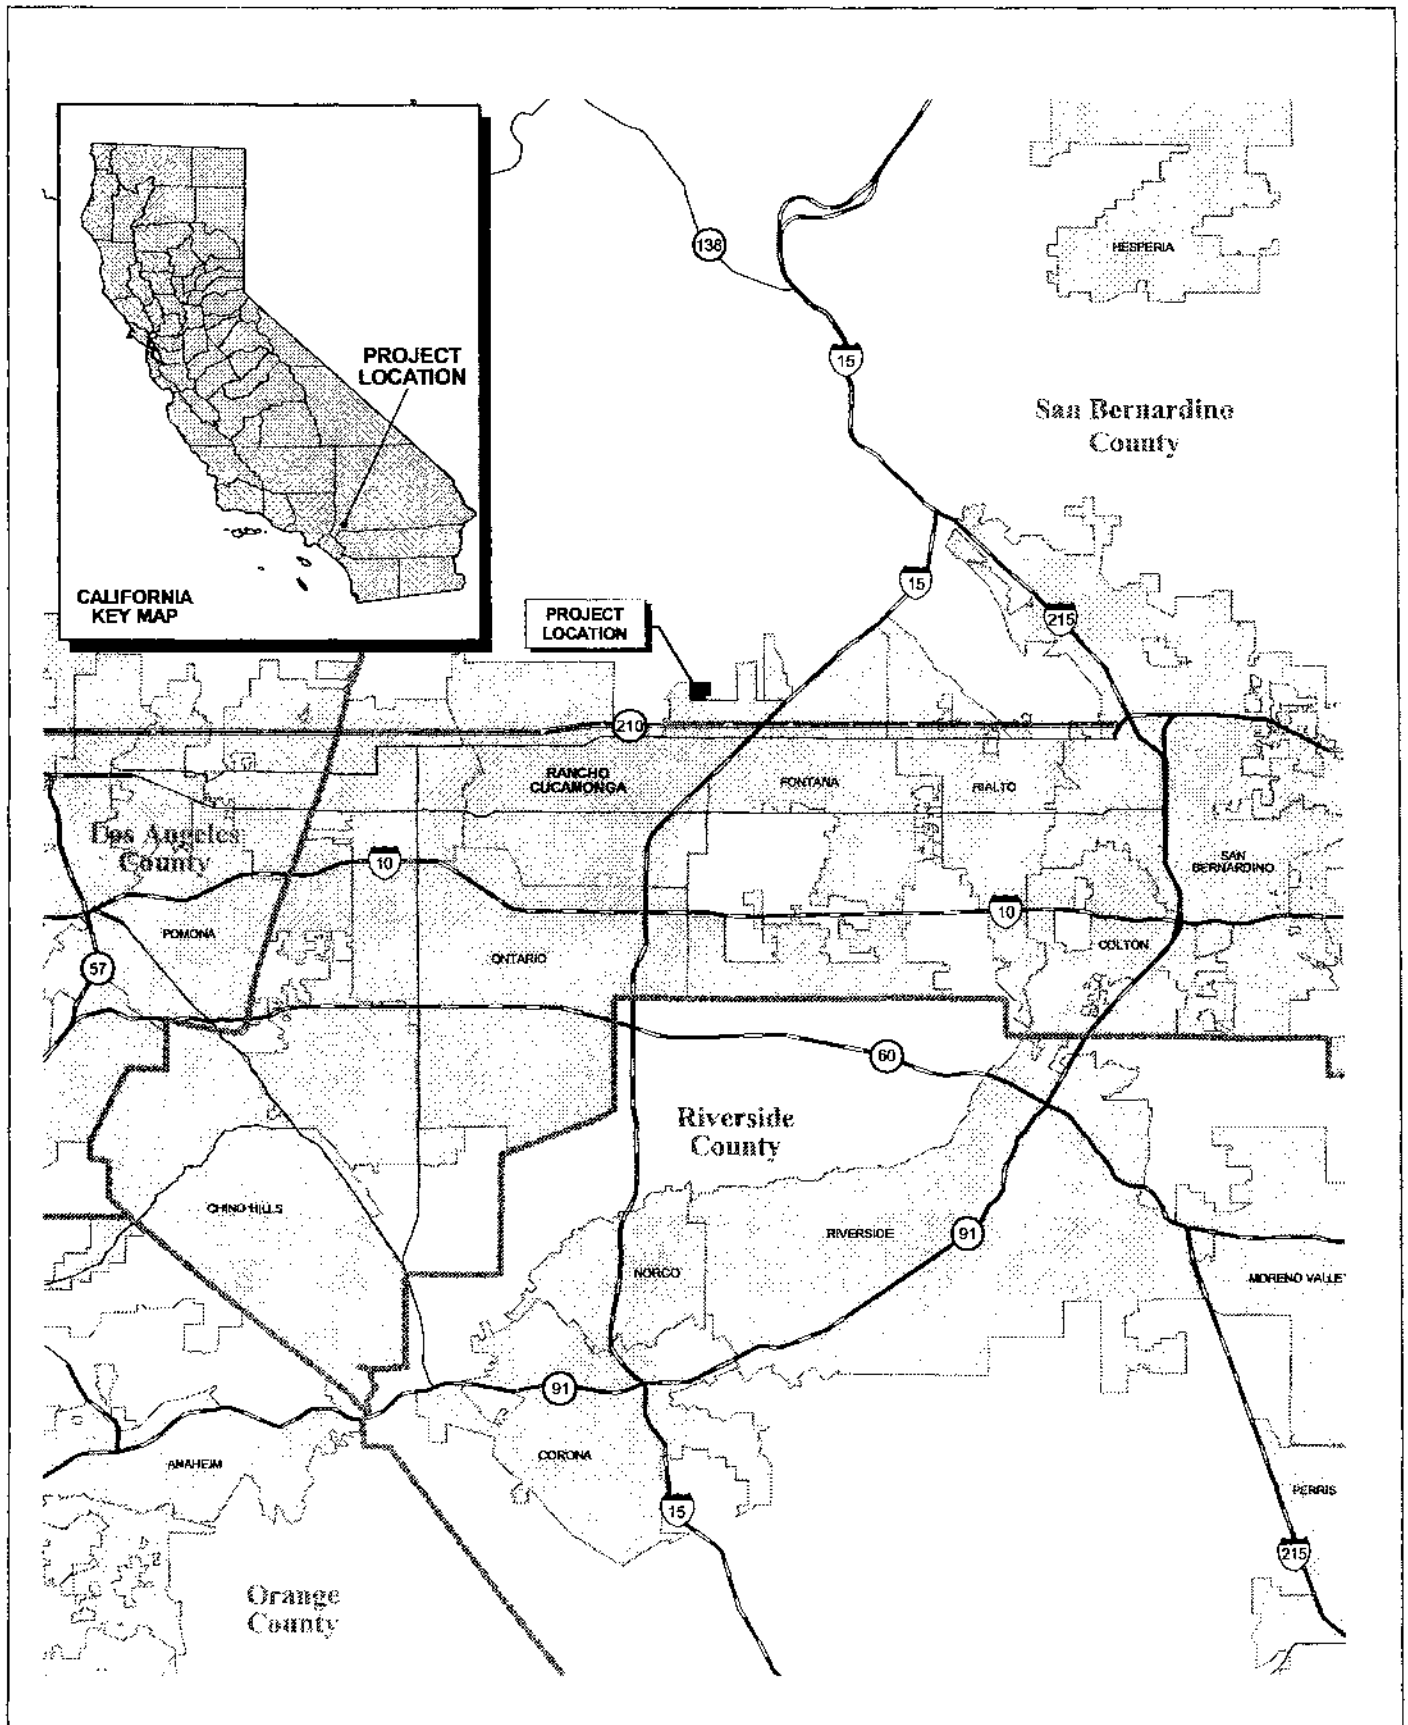 138
HESPERIA
15
PROJECT
LOCATION
San Bernardino
County
CALIFORNIA
KEY MAP
15
215
PROJECT
LOCATION
210
RANCHO
CUCAMONGA
FONTANA
RIALTO
Los Angeles
County
10
SAN
BERNARDINO
10
POMONA
COLTON
ONTARIO
57
60
Riverside
County
CHINO HILLS
RIVERSIDE
91
NORCO
MORENO VALLE
91
CORONA
ANAHEIM
PERRIS
15
215
Orange
County